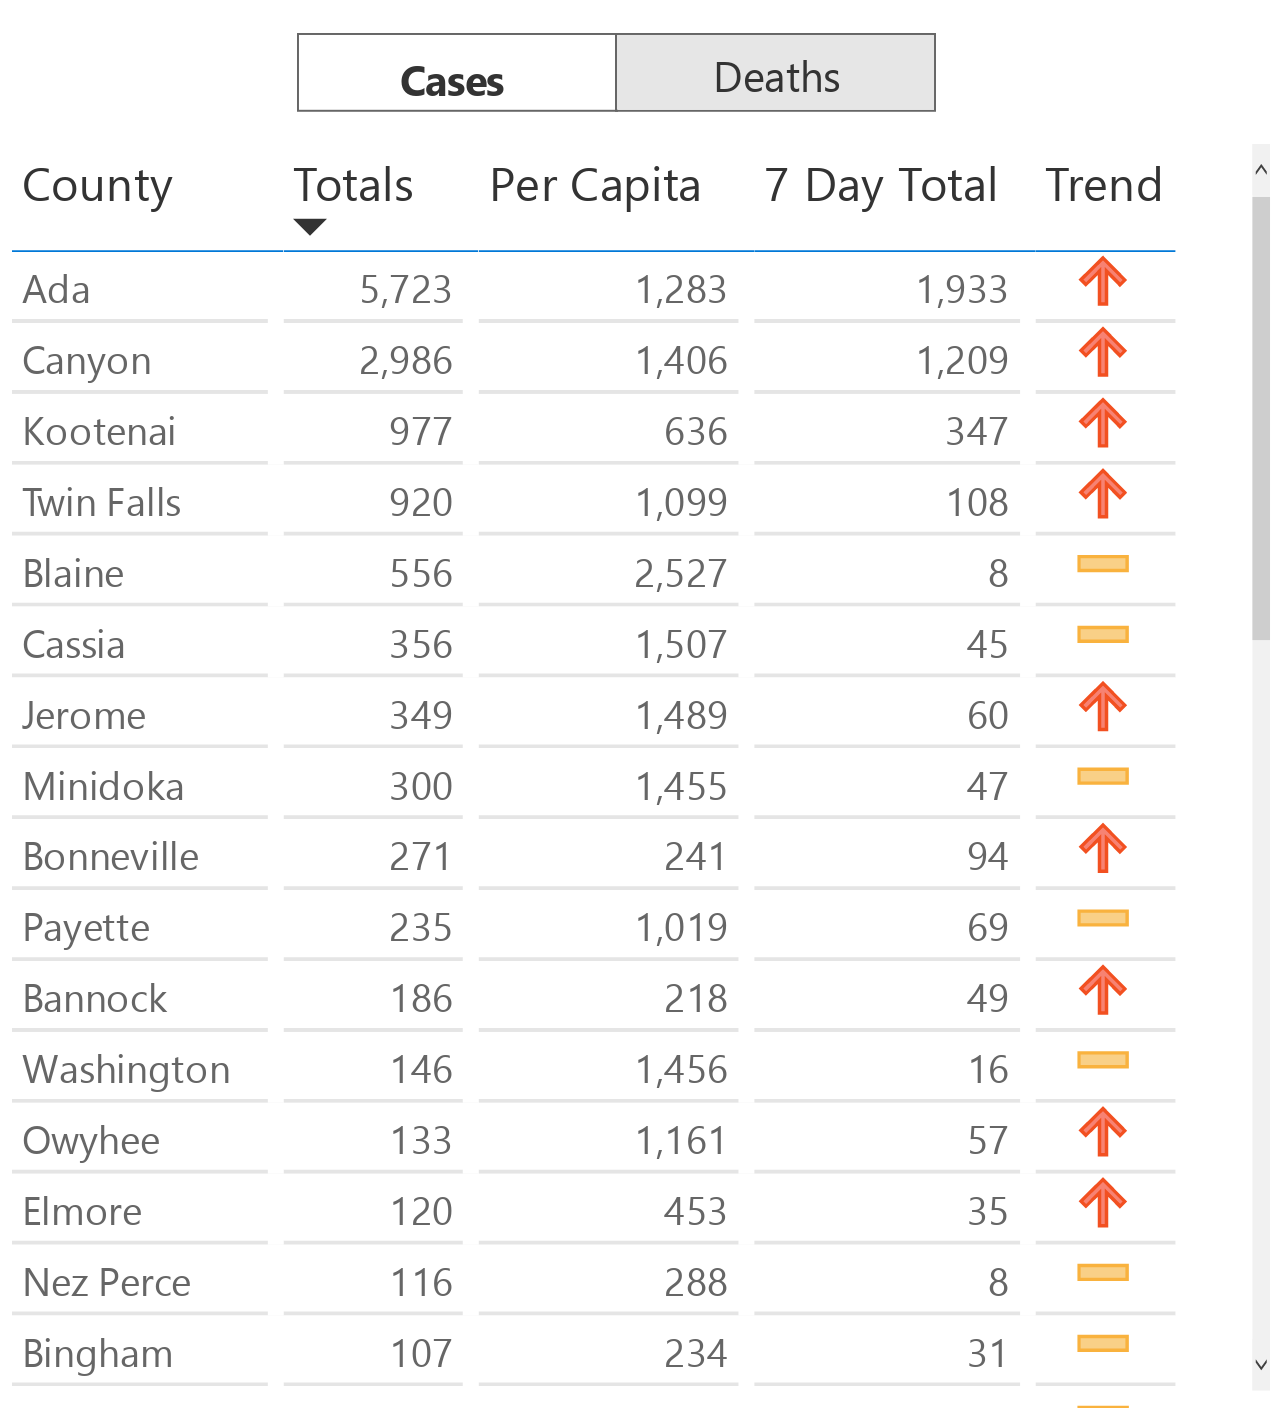 Cases Deaths
County Totals Per Capita 7 Day Total Trend
Ada 5,723 1,283 1,933
Canyon 2,986 1,406 1,209
Kootenai 977 636 347
Twin Falls 920 1,099 108
Blaine 556 2,527 8
Cassia 356 1,507 45
Jerome 349 1,489 60
Minidoka 300 1,455 47
Bonneville 271 241 94
Payette 235 1,019 69
Bannock 186 218 49
Washington 146 1,456 16
Owyhee 133 1,161 57
Elmore 120 453 35
Nez Perce 116 288 8
Bingham 107 234 31